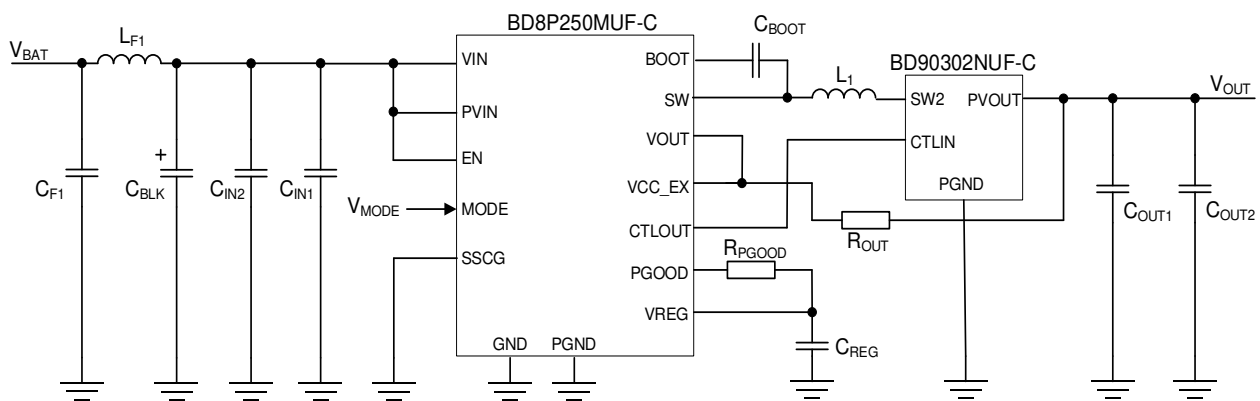 BD8P250MUF-C
CBOOT
LF1
VBAT
VIN
BOOT
BD90302NUF-C
L1
VOUT
SW
SW2
PVOUT
PVIN
VOUT
CTLIN
EN
+
CF1
CBLK
CIN2
CIN1
VCC_EX
PGND
VMODE
MODE
COUT1
COUT2
CTLOUT
ROUT
RPGOOD
SSCG
PGOOD
VREG
GND
PGND
CREG